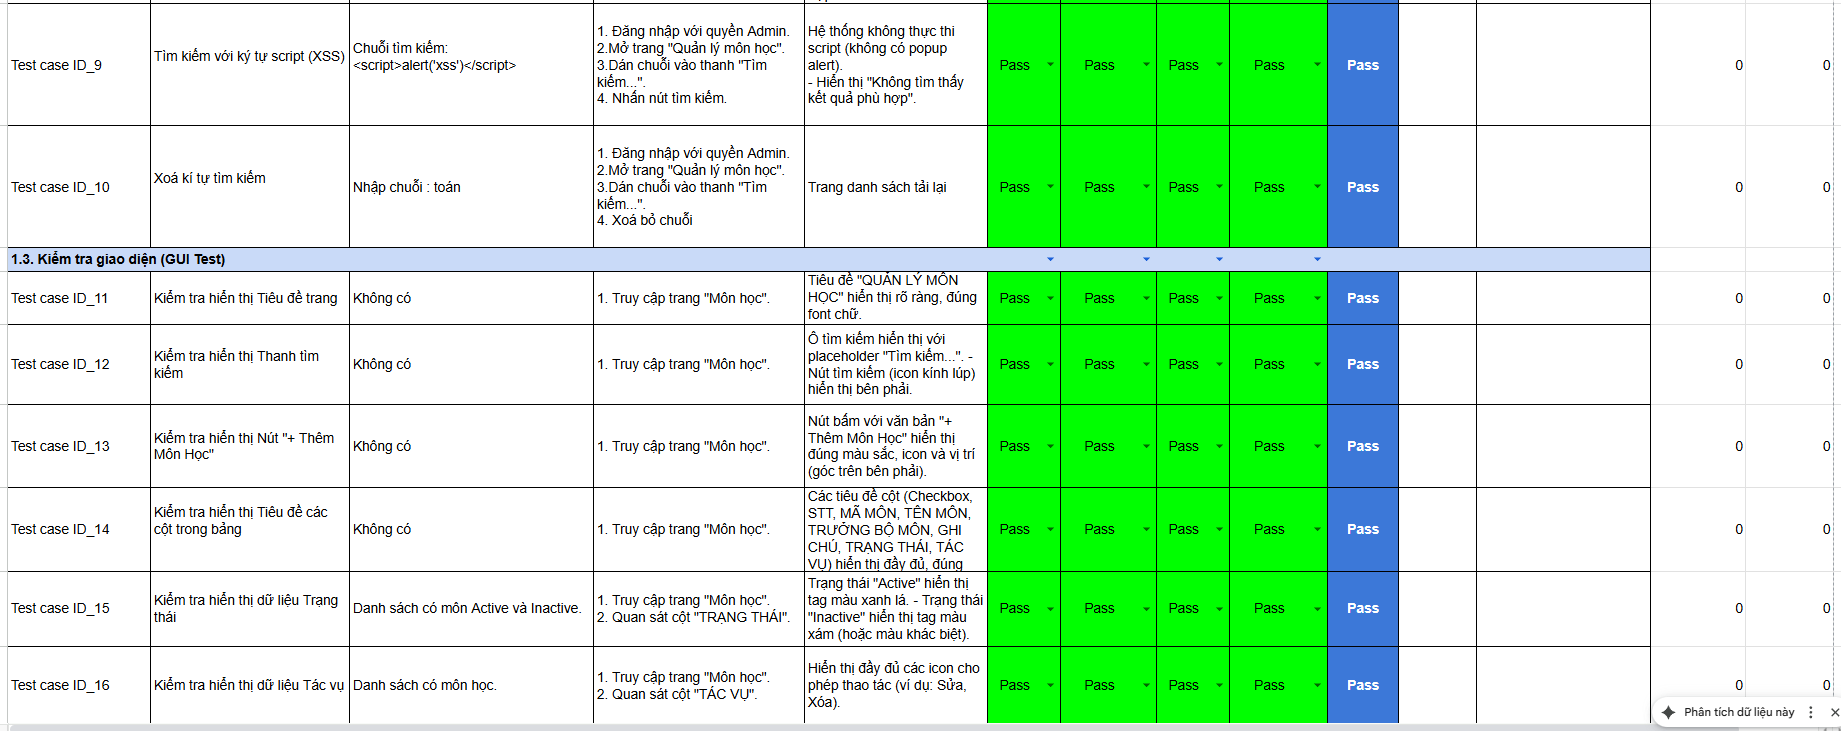 Test case ID_9
Tìm kiếm với ký tự script (XSS)
Chuỗi tìm kiếm:
<script>alert('xss')</script>
1. Đăng nhập với quyền Admin.
2.Mở trang "Quản lý môn học".
3.Dán chuỗi vào thanh "Tìm
kiếm...".
4. Nhấn nút tìm kiếm.
Hệ thống không thực thi
script (không có popup
alert).
- Hiển thị "Không tìm thấy
kết quả phù hợp".
Pass
Pass
Pass
Pass
Pass
0
0
Test case ID_10
Xoá kí tự tìm kiếm
Nhập chuỗi : toán
1. Đăng nhập với quyền Admin.
2.Mở trang "Quản lý môn học".
3.Dán chuỗi vào thanh "Tìm
kiếm...".
4. Xoá bỏ chuỗi
Trang danh sách tải lại
Pass
Pass
Pass
Pass
Pass
0
0
1.3. Kiểm tra giao diện (GUI Test)
Test case ID_11
Kiểm tra hiển thị Tiêu đề trang
Không có
1. Truy cập trang "Môn học".
Tiêu đề "QUẢN LÝ MÔN
HỌC" hiển thị rõ ràng, đúng
font chữ.
Pass
Pass
Pass
Pass
Pass
0
0
Test case ID_12
Kiểm tra hiển thị Thanh tìm
kiếm
Không có
1. Truy cập trang "Môn học".
Ô tìm kiếm hiển thị với
placeholder "Tìm kiếm...". -
Nút tìm kiếm (icon kính lúp)
hiển thị bên phải.
Pass
Pass
Pass
Pass
Pass
0
0
Test case ID_13
Kiểm tra hiển thị Nút "+ Thêm
Môn Học"
Không có
1. Truy cập trang "Môn học".
Nút bấm với văn bản "+
Thêm Môn Học" hiển thị
đúng màu sắc, icon và vị trí
(góc trên bên phải).
Pass
Pass
Pass
Pass
Pass
0
0
Test case ID_14
Kiểm tra hiển thị Tiêu đề các
cột trong bảng
Không có
1. Truy cập trang "Môn học".
Các tiêu đề cột (Checkbox,
STT, MÃ MÔN, TÊN MÔN,
TRƯỞNG BỘ MÔN, GHI
CHÚ, TRẠNG THÁI, TÁC
VỤ) hiển thị đầy đủ, đúng
Pass
Pass
Pass
Pass
Pass
0
0
Test case ID_15
Kiểm tra hiển thị dữ liệu Trạng
thái
Danh sách có môn Active và Inactive.
1. Truy cập trang "Môn học".
2. Quan sát cột "TRẠNG THÁI".
Trạng thái "Active" hiển thị
tag màu xanh lá. - Trạng thái
"Inactive" hiển thị tag màu
xám (hoặc màu khác biệt).
Pass
Pass
Pass
Pass
Pass
0
0
Test case ID_16
Kiểm tra hiển thị dữ liệu Tác vụ
Danh sách có môn học.
1. Truy cập trang "Môn học".
2. Quan sát cột "TÁC VỤ".
Hiển thị đầy đủ các icon cho
phép thao tác (ví dụ: Sửa,
Xóa).
Pass
Pass
Pass
Pass
Pass
0
0
Phân tích dữ liệu này